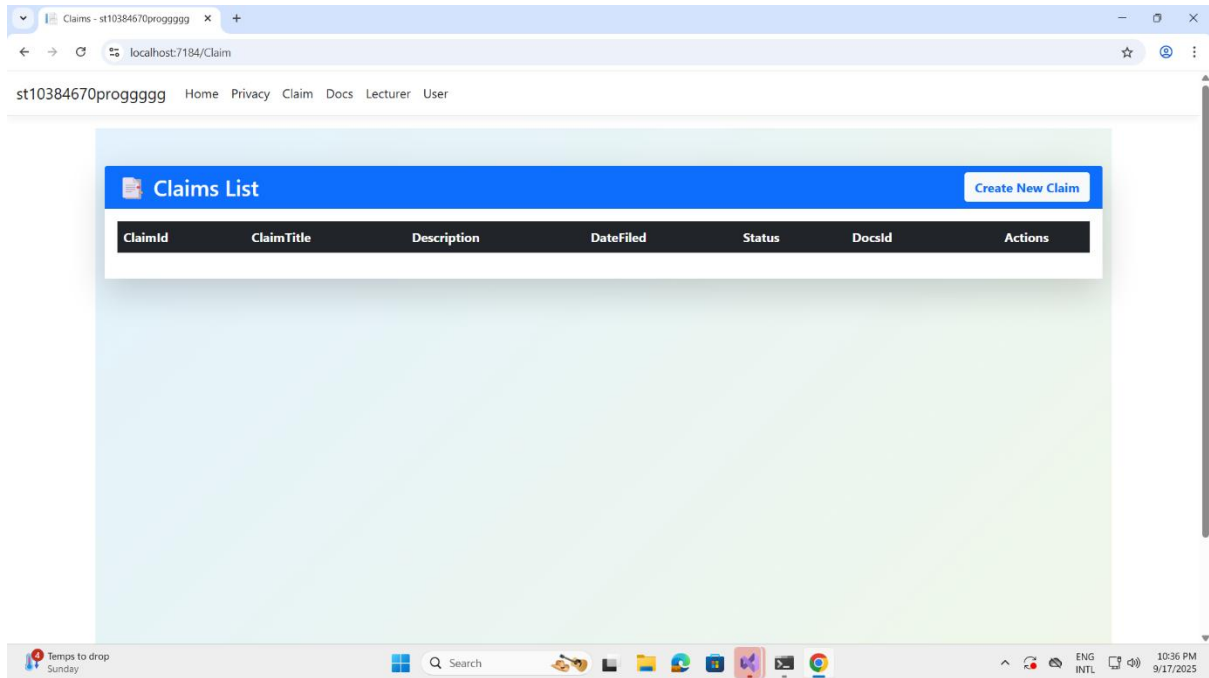 Claims - st10384670proggggg
localhost:7184/Claim
st10384670proggggg Home Privacy Claim Docs Lecturer User
Claims List Create New Claim
ClaimId ClaimTitle Description DateFiled Status DocsId Actions
4 Temps to drop
Sunday
Search
ENG
INTL
10:36 PM
9/17/2025